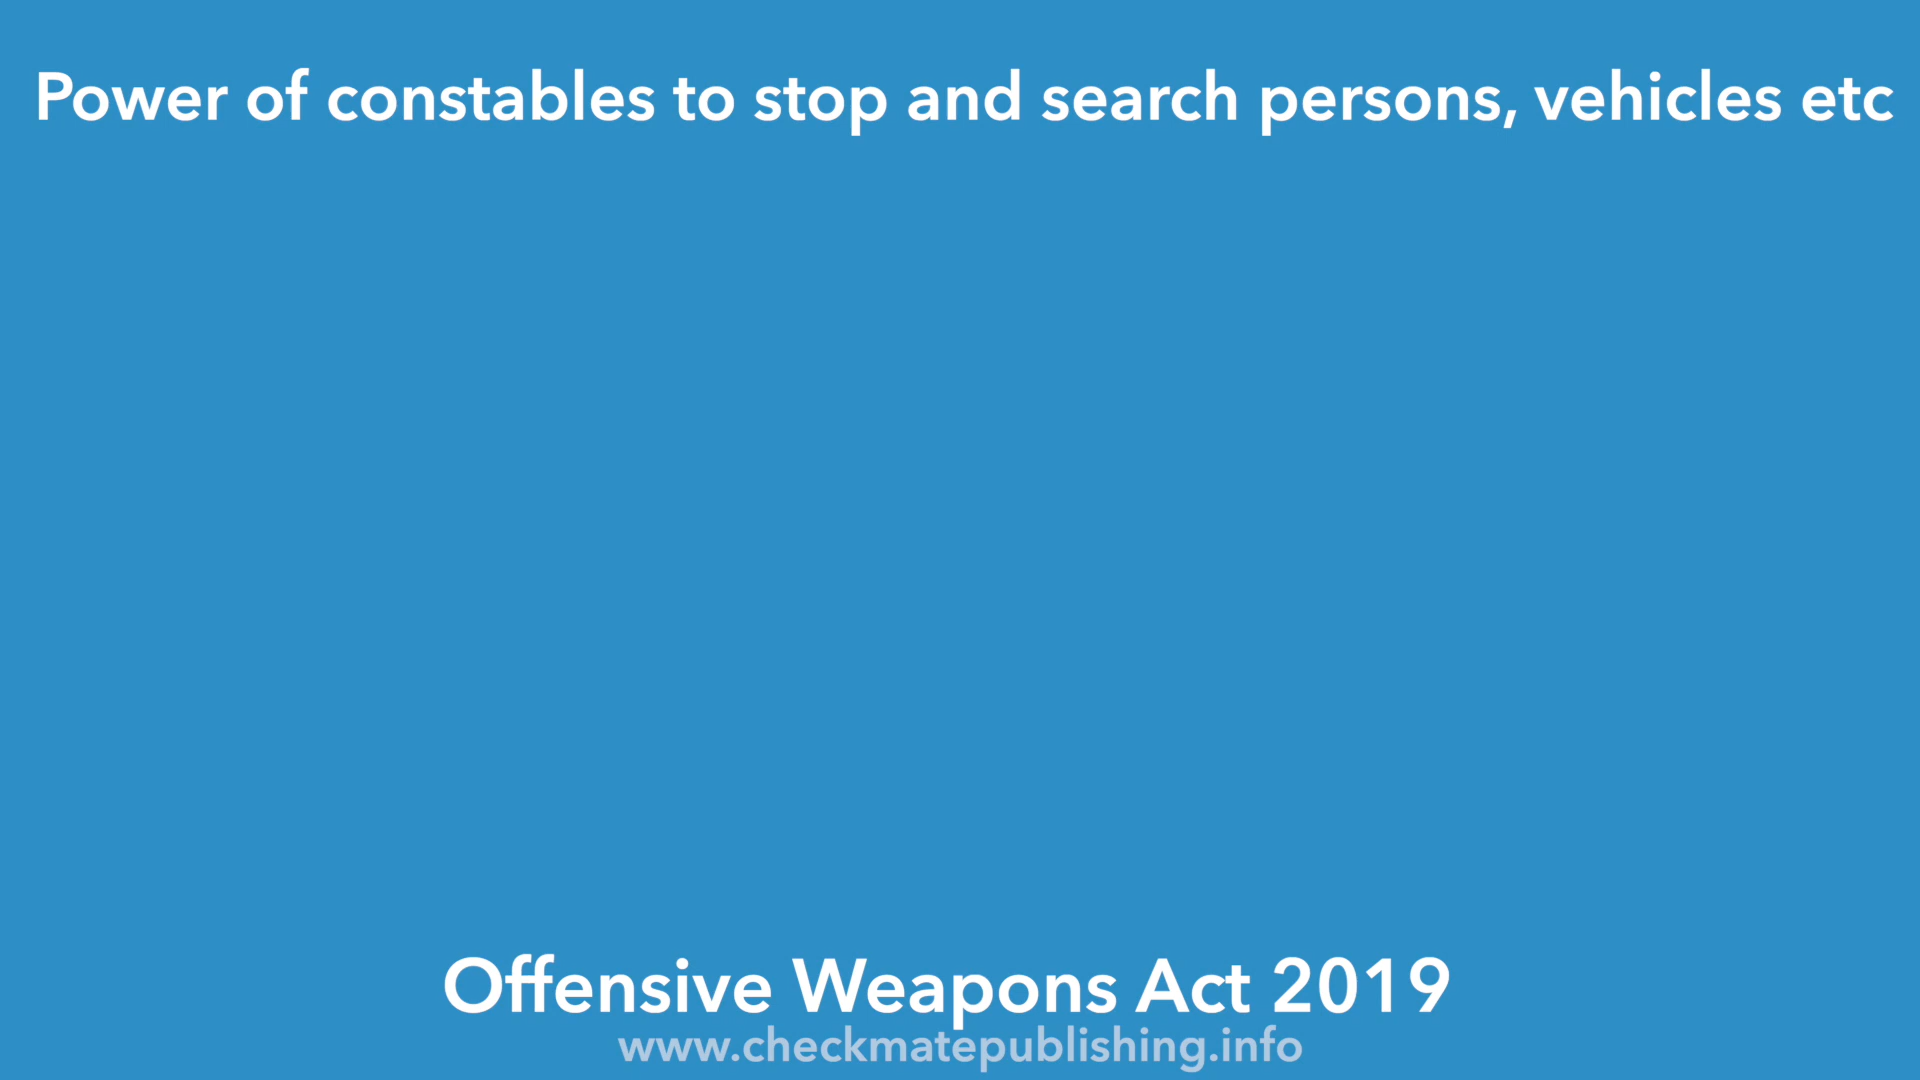 Power of constables to stop and search persons, vehicles etc
Offensive Weapons Act 2019
www.checkmatepublishing.info